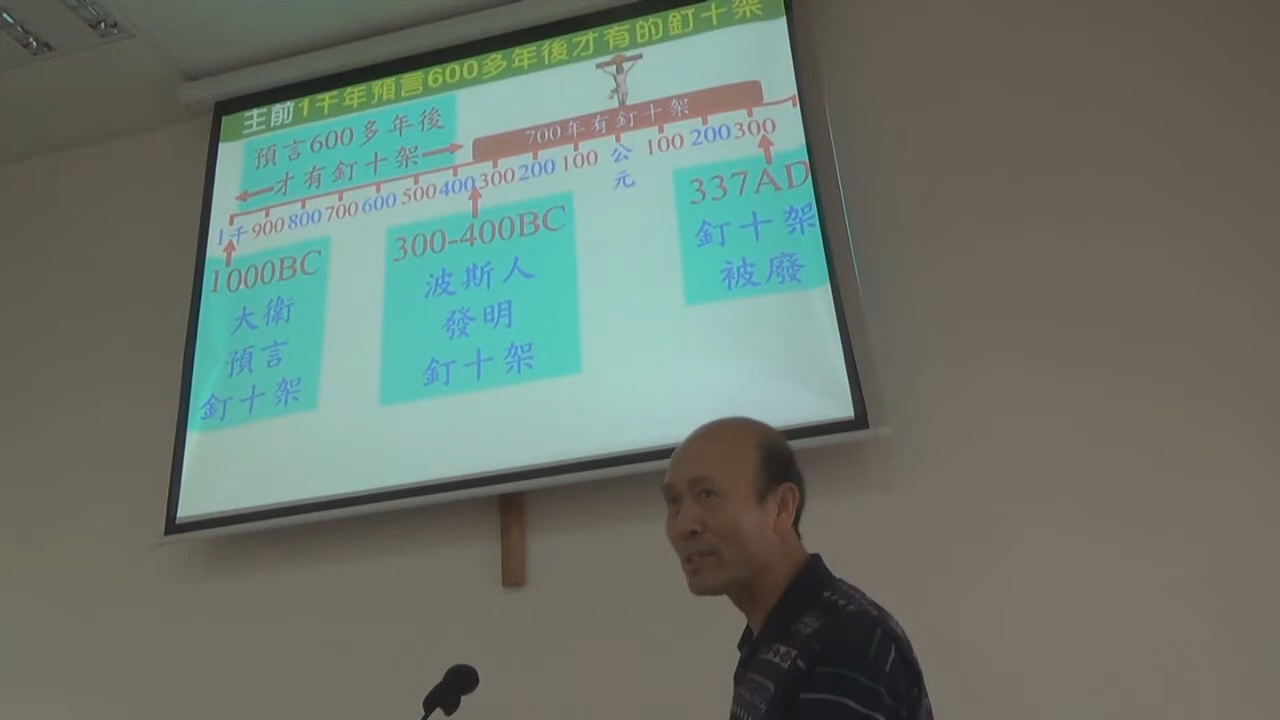 主前1千年預言600多年後才有的釘十架
預言600多年後
才有釘十架
700年有釘十架
1千 900 800 700 600 500 400 300 200 100 公元 100 200 300
1000BC
大衛
預言
釘十架
300-400BC
波斯人
發明
釘十架
337AD
釘十架
被廢